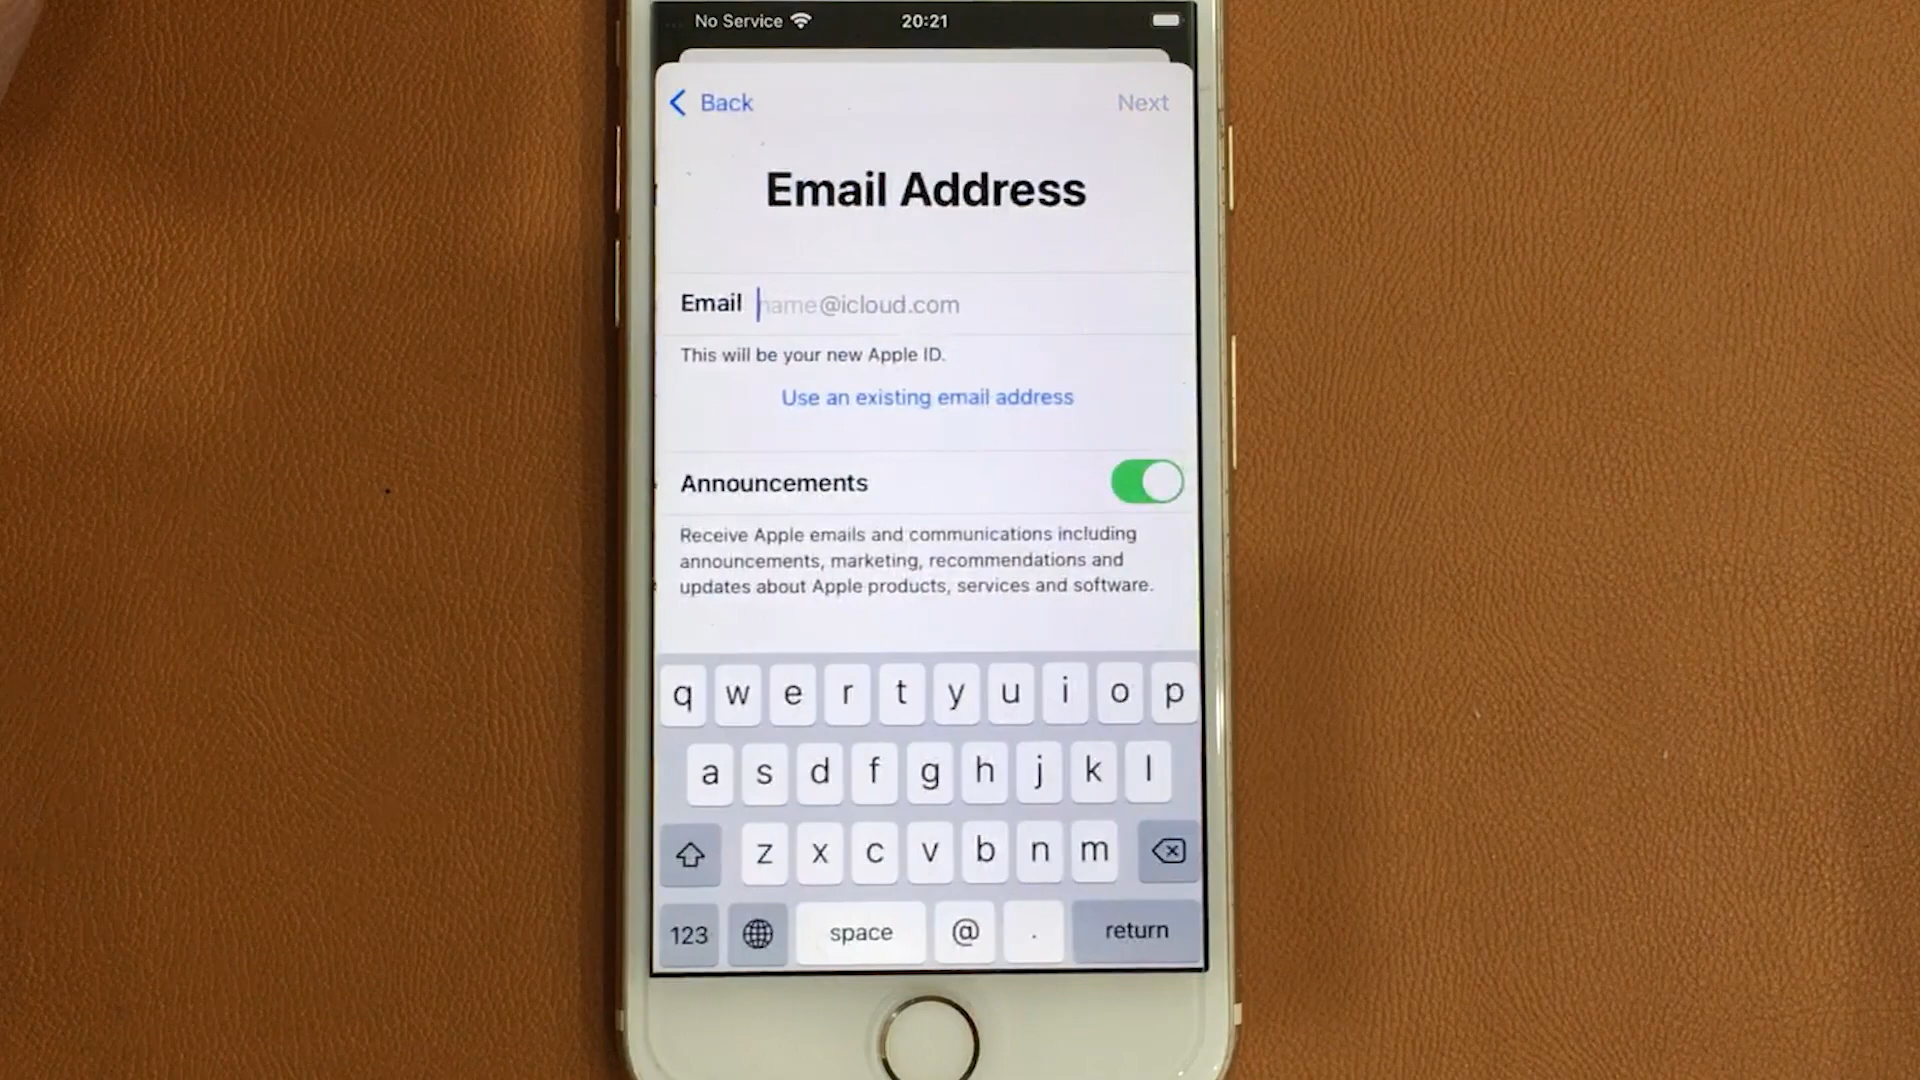 No Service 20:21
Back Next
Email Address
Email name@icloud.com
This will be your new Apple ID.
Use an existing email address
Announcements
Receive Apple emails and communications including
announcements, marketing, recommendations and
updates about Apple products, services and software.
q w e r t y u i o p
a s d f g h j k l
z x c v b n m
123 space @ . return